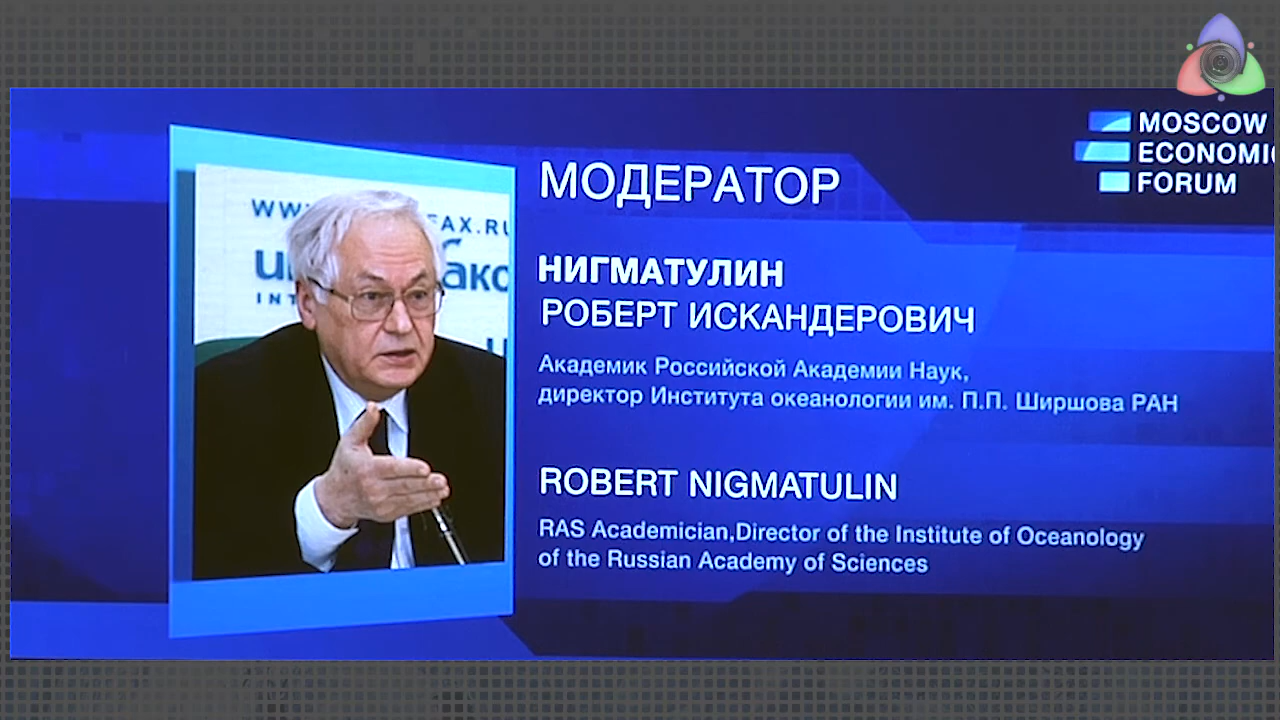 MOSCOW
ECONOMIC
FORUM
МОДЕРАТОР
НИГМАТУЛИН
РОБЕРТ ИСКАНДЕРОВИЧ
Академик Российской Академии Наук,
директор Института океанологии им. П.П. Ширшова РАН
ROBERT NIGMATULIN
RAS Academician,Director of the Institute of Oceanology
of the Russian Academy of Sciences